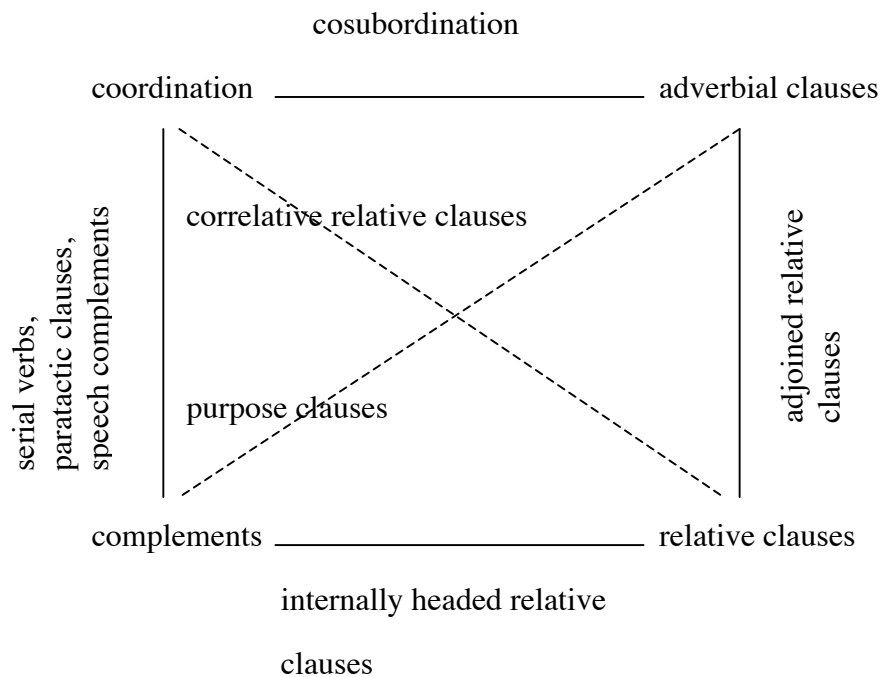 cosubordination
coordination
adverbial clauses
correlative relative clauses
serial verbs,
paratactic clauses,
speech complements
adjoined relative
clauses
purpose clauses
complements
relative clauses
internally headed relative
clauses